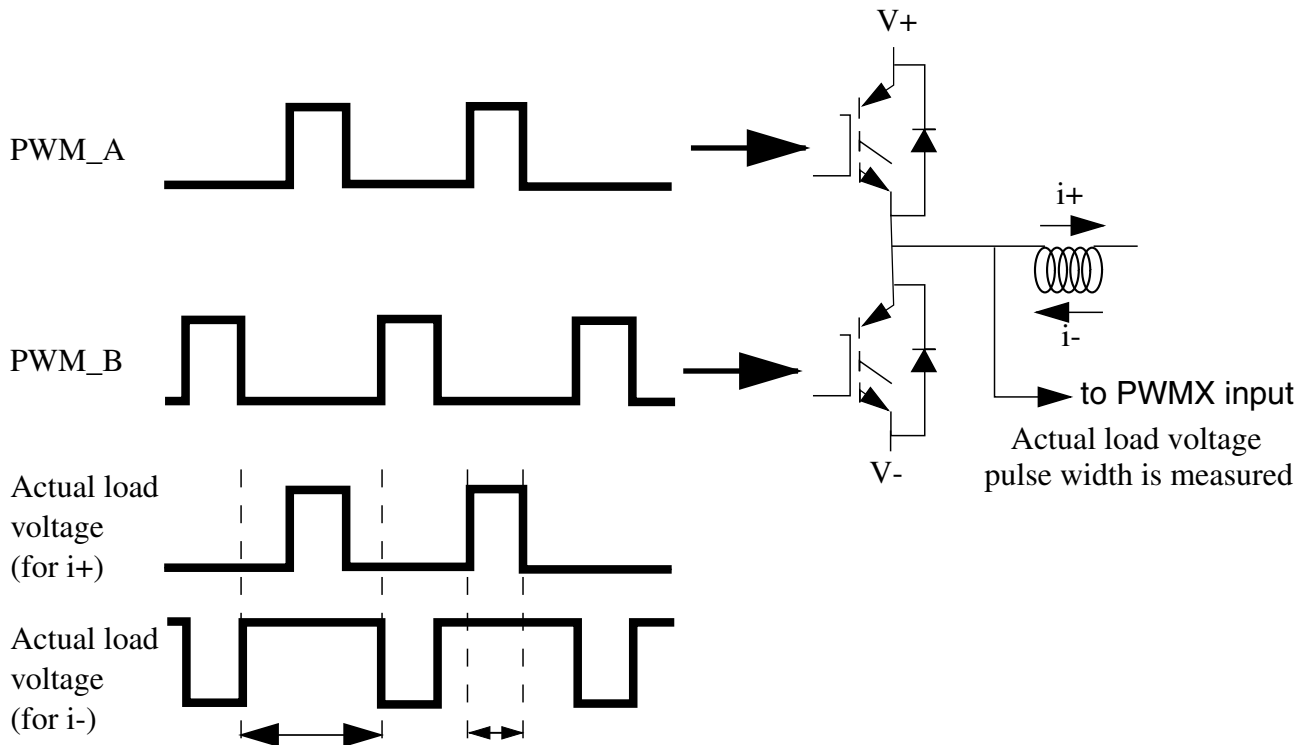 V+
PWM_A
i+
PWM_B
i-
to PWMX input
Actual load voltage
pulse width is measured
V-
Actual load
voltage
(for i+)
Actual load
voltage
(for i-)